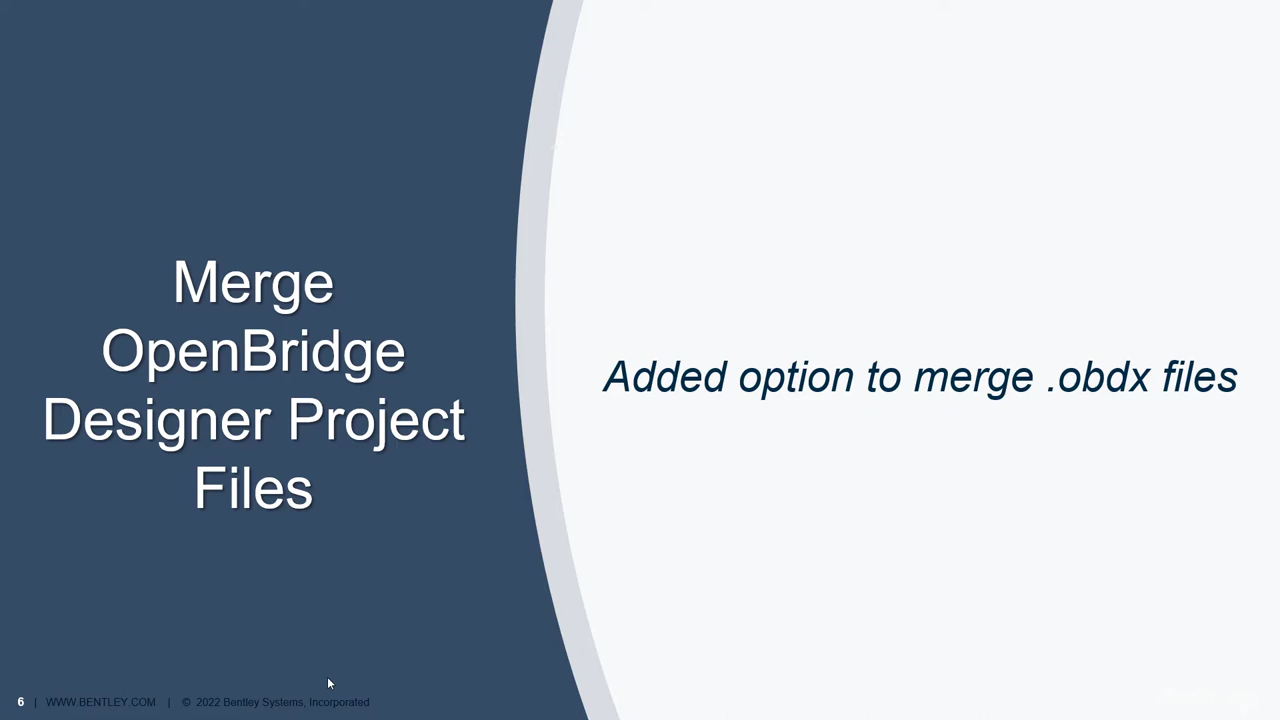 Merge
OpenBridge
Designer Project
Files
Added option to merge .obdx files
6 | WWW.BENTLEY.COM | © 2022 Bentley Systems, Incorporated